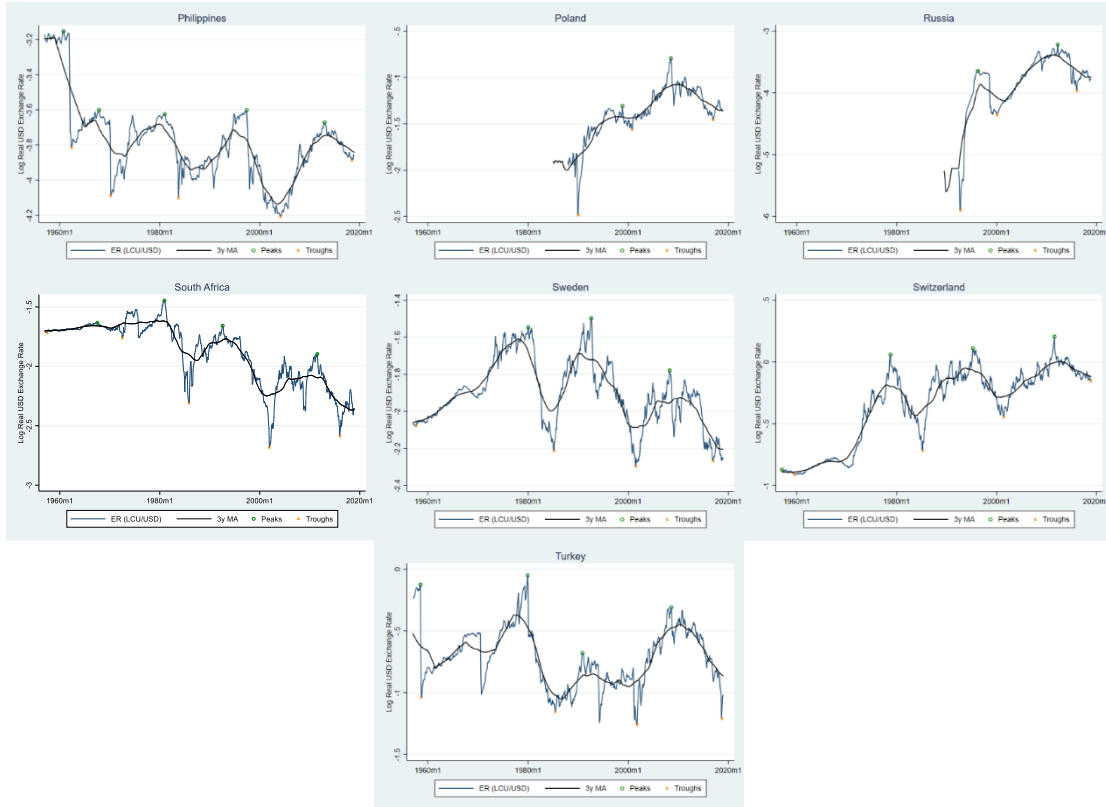 Philippines
Log Real USD Exchange Rate
-3.2
-3.4
-3.6
-3.8
-4
-4.2
1960m1 1980m1 2000m1 2020m1
ER (LCU/USD) 3y MA Peaks Troughs
Poland
Log Real USD Exchange Rate
-.5
-1
-1.5
-2
-2.5
1960m1 1980m1 2000m1 2020m1
ER (LCU/USD) 3y MA Peaks Troughs
Russia
Log Real USD Exchange Rate
-3
-4
-5
-6
1960m1 1980m1 2000m1 2020m1
ER (LCU/USD) 3y MA Peaks Troughs
South Africa
Log Real USD Exchange Rate
-1.5
-2
-2.5
-3
1960m1 1980m1 2000m1 2020m1
ER (LCU/USD) 3y MA Peaks Troughs
Sweden
Log Real USD Exchange Rate
-1.4
-1.6
-1.8
-2
-2.2
-2.4
1960m1 1980m1 2000m1 2020m1
ER (LCU/USD) 3y MA Peaks Troughs
Switzerland
Log Real USD Exchange Rate
.5
0
-.5
-1
1960m1 1980m1 2000m1 2020m1
ER (LCU/USD) 3y MA Peaks Troughs
Turkey
Log Real USD Exchange Rate
0
-.5
-1
-1.5
1960m1 1980m1 2000m1 2020m1
ER (LCU/USD) 3y MA Peaks Troughs